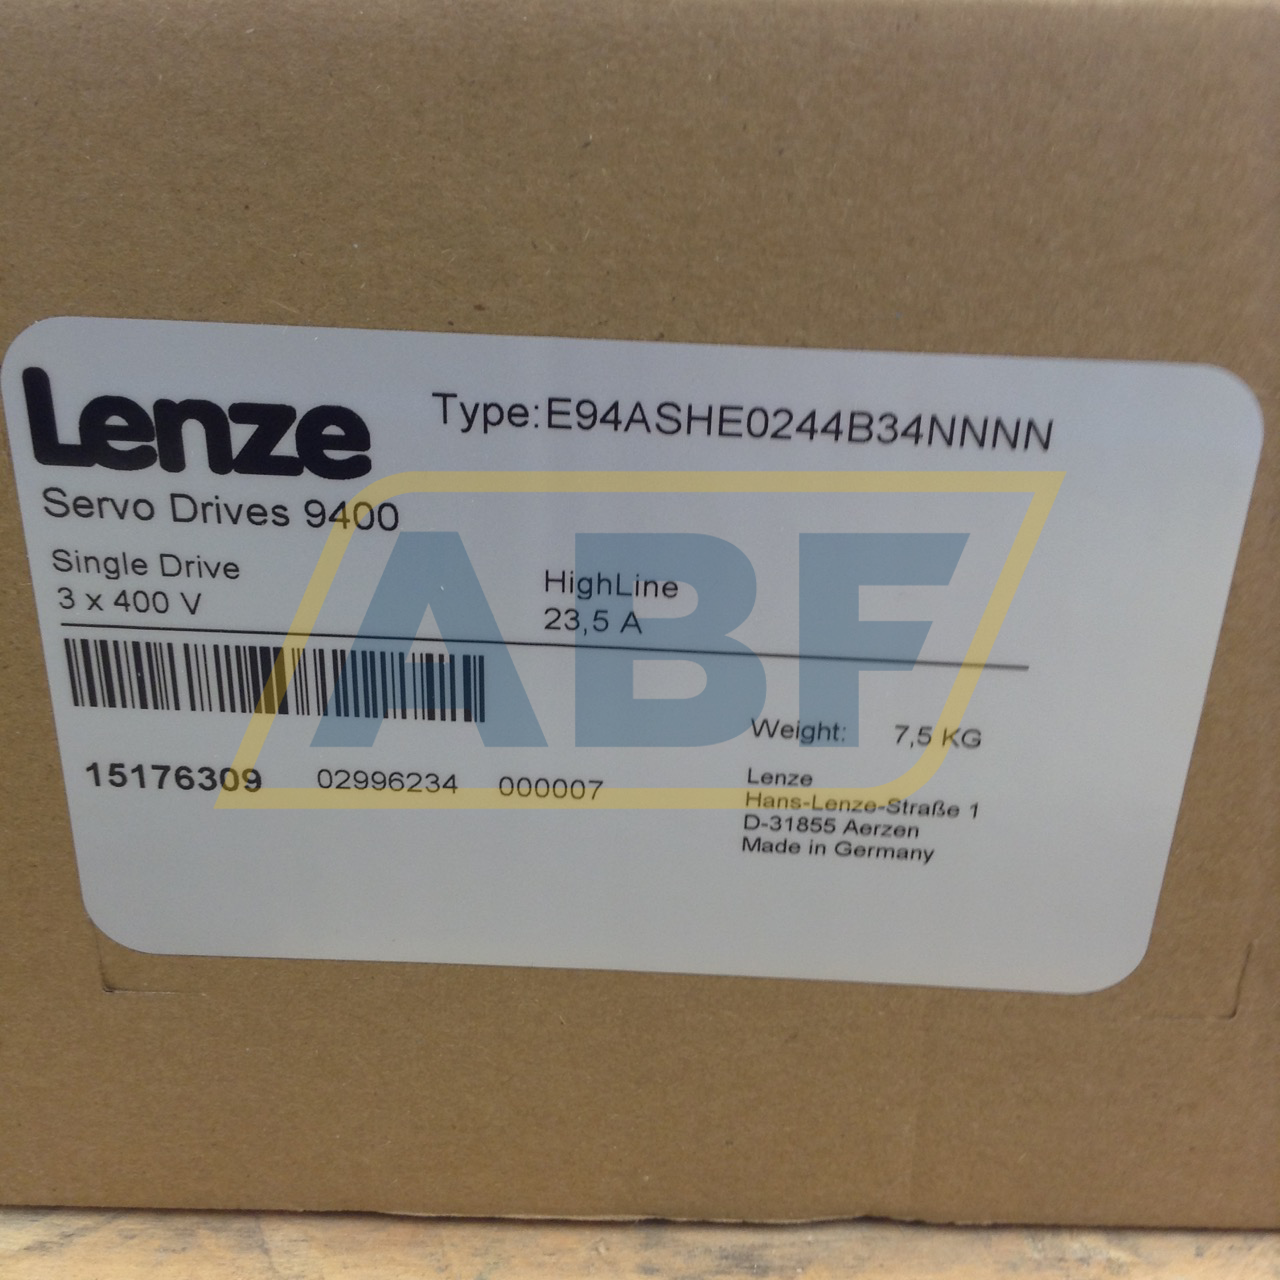 Lenze
Type:E94ASHE0244B34NNNN
Servo Drives 9400
Single Drive
HighLine
3 x 400 V
23,5 A
ABF
Weight: 7,5 KG
15176309 02996234 000007
Lenze
Hans-Lenze-Straße 1
D-31855 Aerzen
Made in Germany